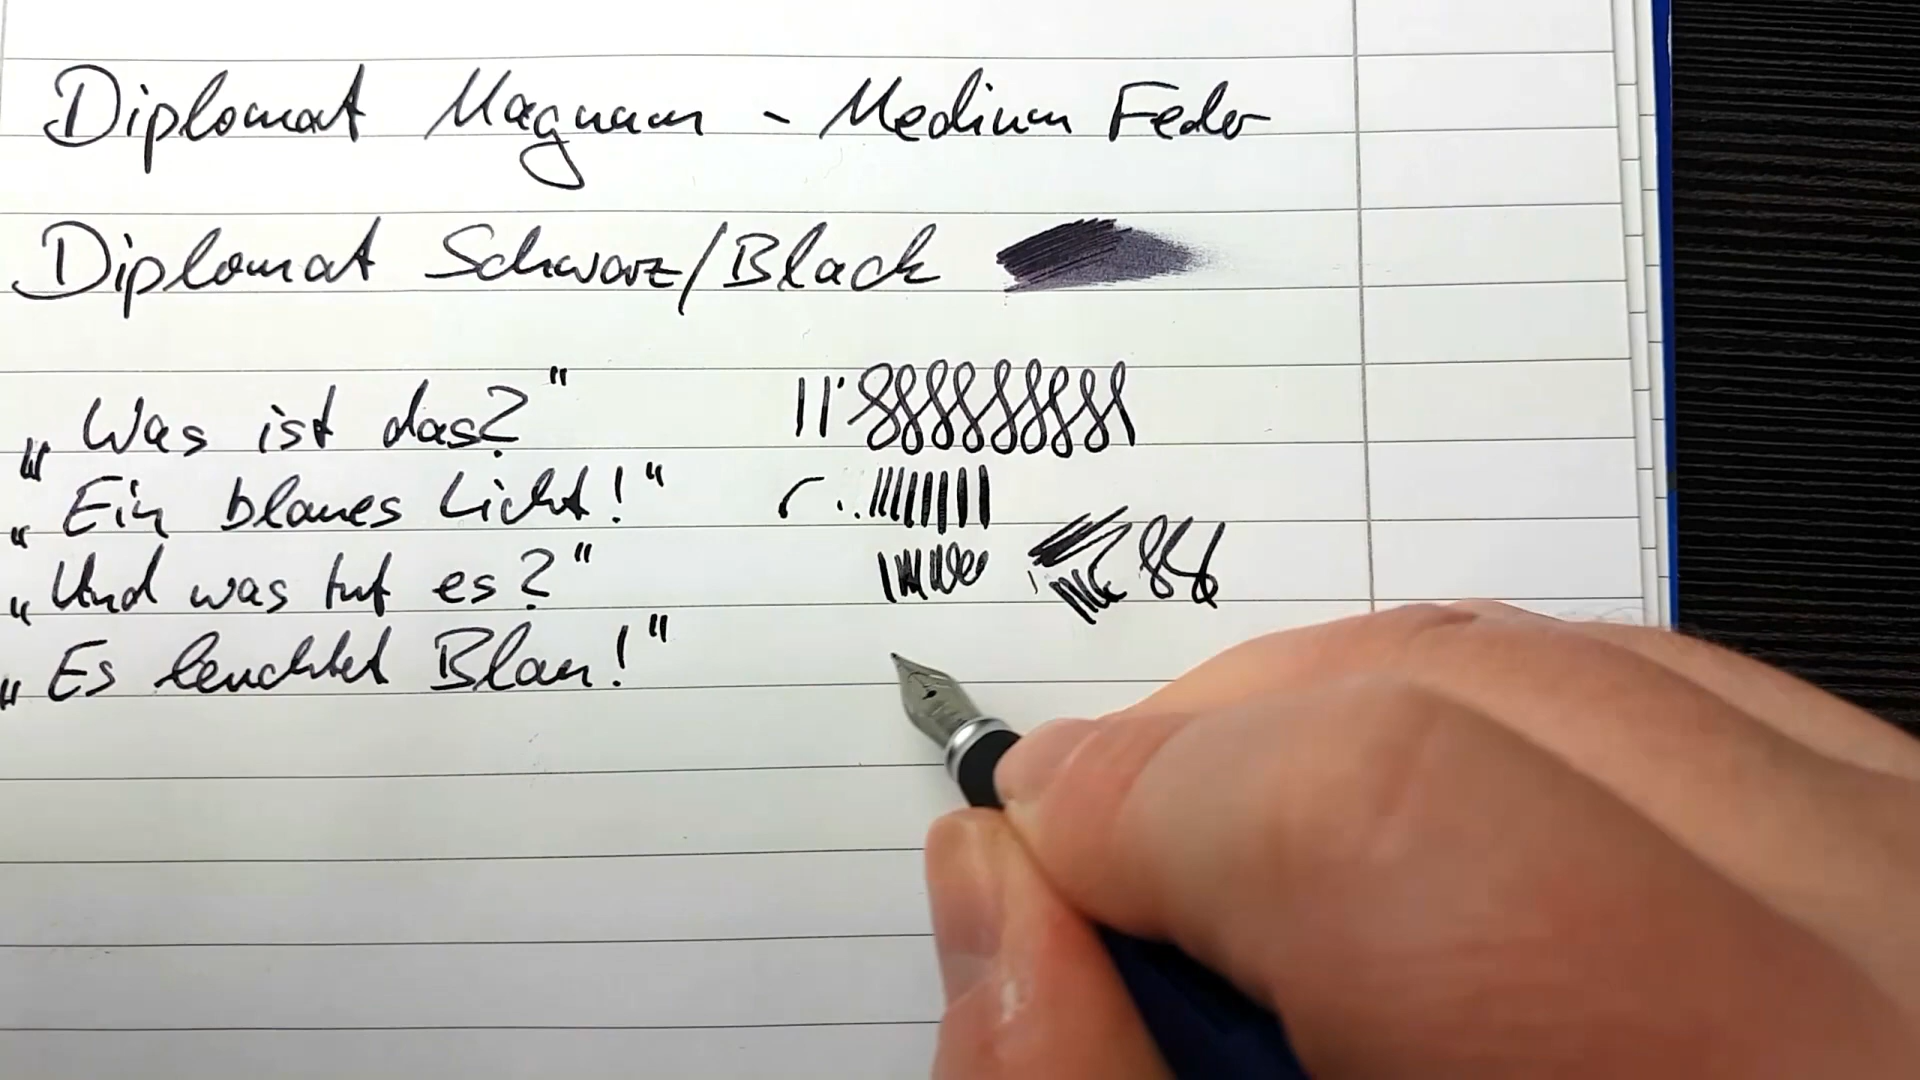 Diplomat Magnum - Medium Feder
Diplomat Schwarz/Black
„Was ist das?“
„Ein blaues Licht!“
„Und was tut es?“
„Es leuchtet Blau!“